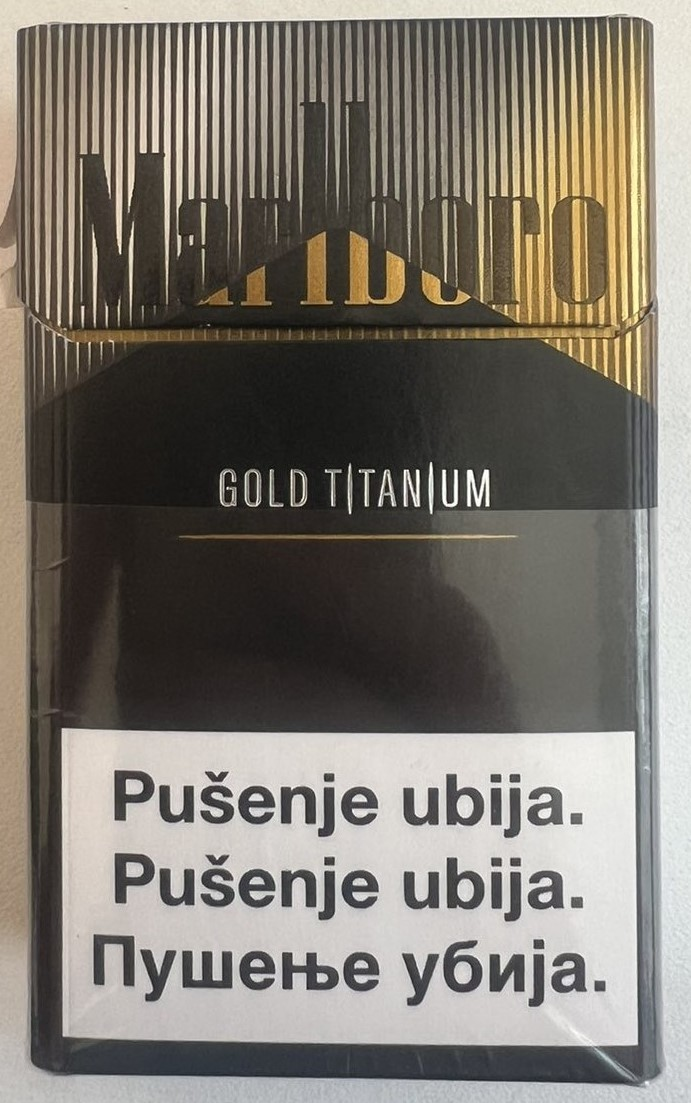 Marlboro
GOLD TITANIUM
Pušenje ubija.
Pušenje ubija.
Пушење убија.